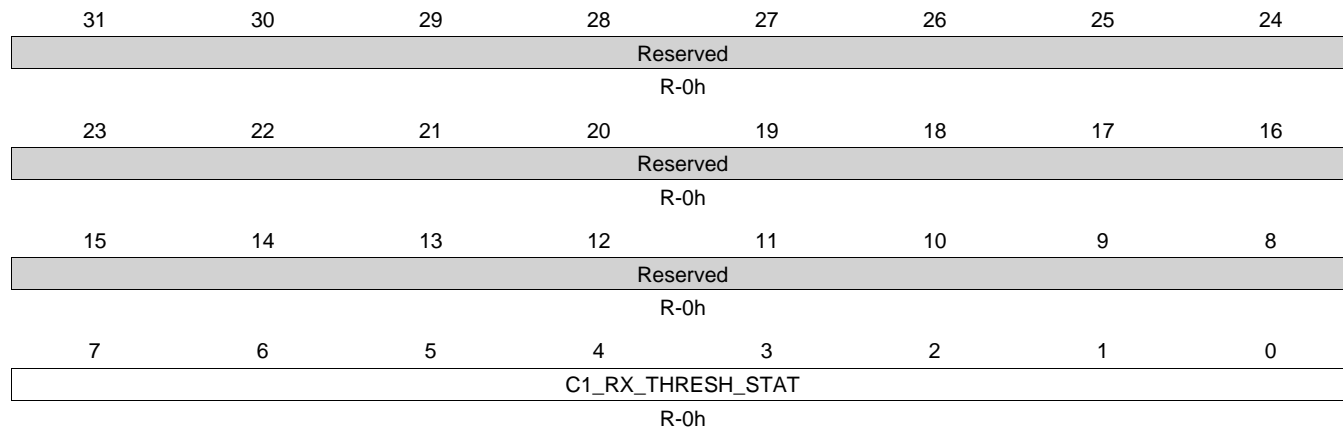 31 30 29 28 27 26 25 24
Reserved
R-0h
23 22 21 20 19 18 17 16
Reserved
R-0h
15 14 13 12 11 10 9 8
Reserved
R-0h
7 6 5 4 3 2 1 0
C1_RX_THRESH_STAT
R-0h